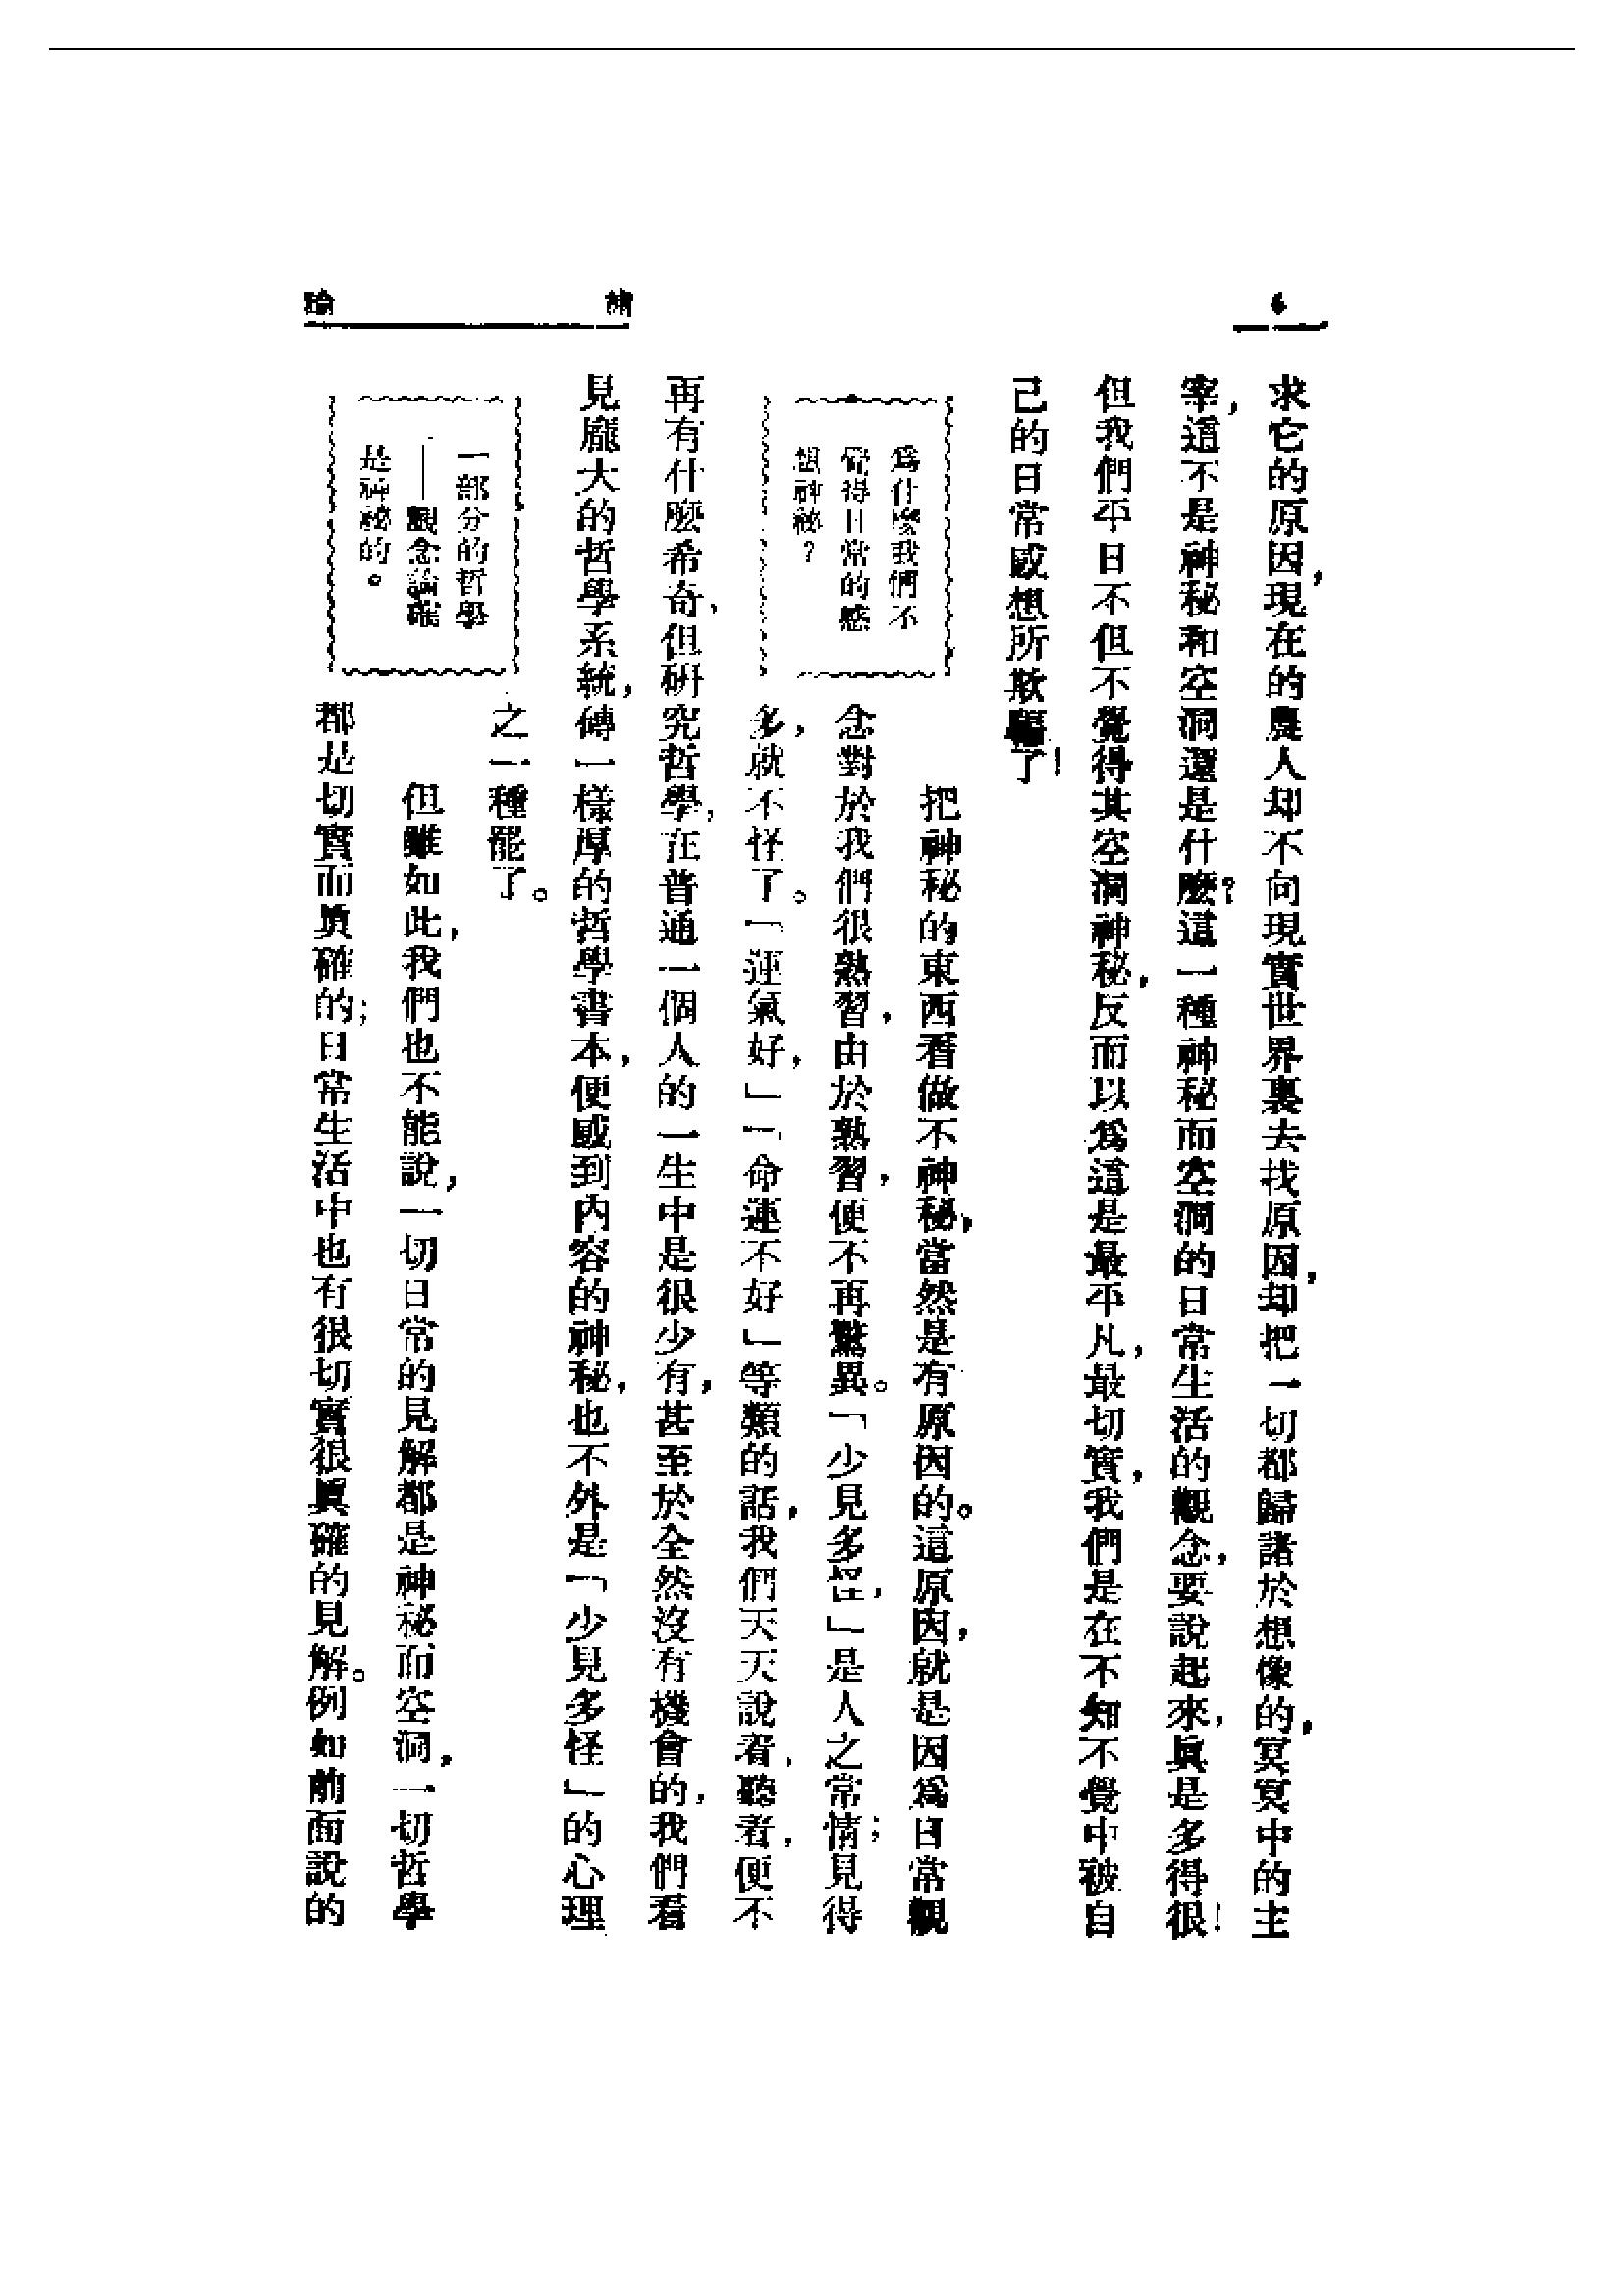 6
緒
論
求它的原因,現在的農人却不向現實世界裏去找原因,却把一切都歸諸於想像的,冥冥中的主
宰,這不是神秘和空洞還是什麼?這一種神秘而空洞的日常生活的觀念,要說起來,眞是多得很!
但我們平日不但不覺得其空洞神秘,反而以爲這是最平凡,最切實,我們是在不知不覺中被自
己的日常感想所欺騙了!
爲什麼我們不
覺得日常的感
想神秘?
把神秘的東西看做不神秘,當然是有原因的。這原因,就是因爲日常觀
念對於我們很熟習,由於熟習,便不再驚異。「少見多怪,」是人之常情;見得
多,就不怪了。「運氣好,」「命運不好」等類的話,我們天天說着,聽者,便不
再有什麼希奇,但研究哲學,在普通一個人的一生中是很少有,甚至於全然沒有機會的,我們看
見龐大的哲學系統,傳一樣厚的哲學書本,便感到內容的神秘,也不外是「少見多怪」的心理
之一種罷了。
一部分的哲學
——觀念論確
是神秘的。
但雖如此,我們也不能說,一切日常的見解都是神秘而空洞,一切哲學
都是切實而眞確的;日常生活中也有很切實很眞確的見解。例如前面說的